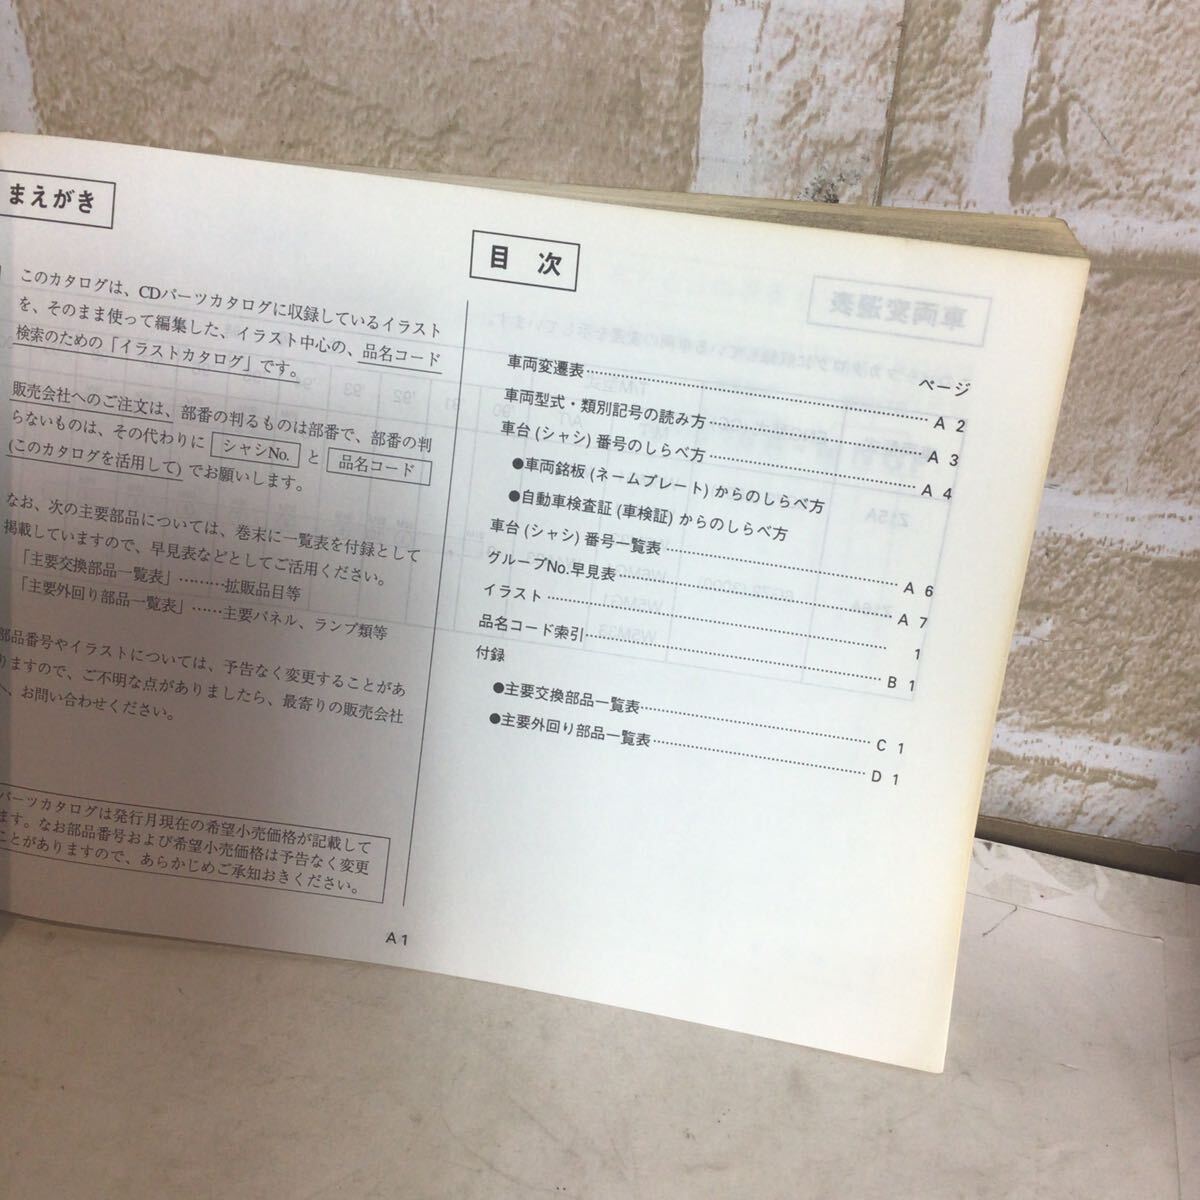 まえがき
このカタログは、CDパーツカタログに収録しているイラスト
を、そのまま使って編集した、イラスト中心の、品名コード
検索のための「イラストカタログ」です。
販売会社へのご注文は、部番の判るものは部番で、部番の判
らないものは、その代わりに シャシNo. と 品名コード
(このカタログを活用して) でお願いします。
なお、次の主要部品については、巻末に一覧表を付録として
掲載していますので、早見表などとしてご活用ください。
「主要交換部品一覧表」………拡販品目等
「主要外回り部品一覧表」……主要パネル、ランプ類等
部品番号やイラストについては、予告なく変更することがあ
りますので、ご不明な点がありましたら、最寄りの販売会社
へ、お問い合わせください。
パーツカタログは発行月現在の希望小売価格が記載して
ます。なお部品番号および希望小売価格は予告なく変更
ことがありますので、あらかじめご承知おきください。
A 1
目 次
ページ
車両変遷表 A 2
車両型式・類別記号の読み方 A 3
車台 (シャシ) 番号のしらべ方 A 4
●車両銘板 (ネームプレート) からのしらべ方
●自動車検査証 (車検証) からのしらべ方
車台 (シャシ) 番号一覧表 A 6
グループNo.早見表 A 7
イラスト 1
品名コード索引 B 1
付録
●主要交換部品一覧表 C 1
●主要外回り部品一覧表 D 1
車両変遷表